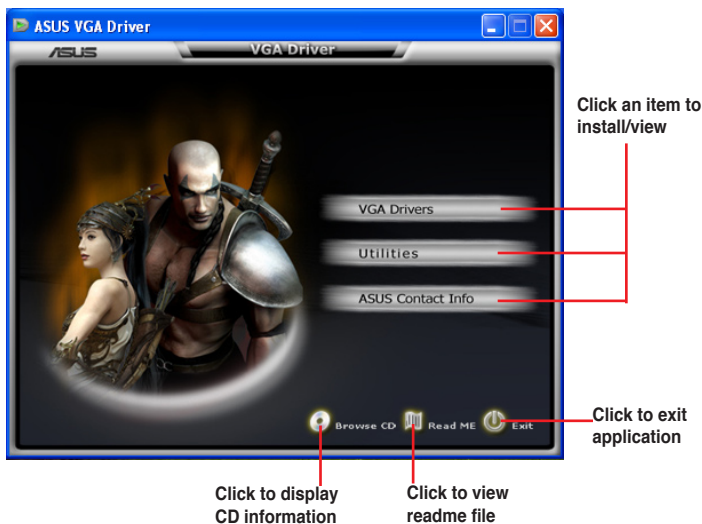 ASUS VGA Driver
ASUS
VGA Driver
Click an item to
install/view
VGA Drivers
Utilities
ASUS Contact Info
Browse CD
Read ME
Exit
Click to exit
application
Click to display
CD information
Click to view
readme file